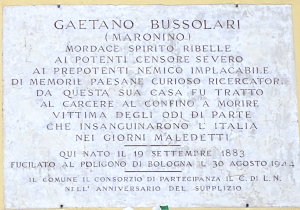 GAETANO BUSSOLARI
(MARONINO)
MORDACE SPIRITO RIBELLE
AI POTENTI CENSORE SEVERO
AI PREPOTENTI NEMICO IMPLACABILE
DI MEMORIE PAESANE CURIOSO RICERCATOR
DA QUESTA SUA CASA FU TRATTO
AL CARCERE AL CONFINO A MORIRE
VITTIMA DEGLI ODI DI PARTE
CHE INSANGUINARONO L'ITALIA
NEI GIORNI MALEDETTI
QUI NATO IL 19 SETTEMBRE 1883
FUCILATO AL POLIGONO DI BOLOGNA IL 30 AGOSTO 1944
IL COMUNE IL CONSORZIO DI PARTECIPANZA IL C. DI L. N.
NELL'ANNIVERSARIO DEL SUPPLIZIO